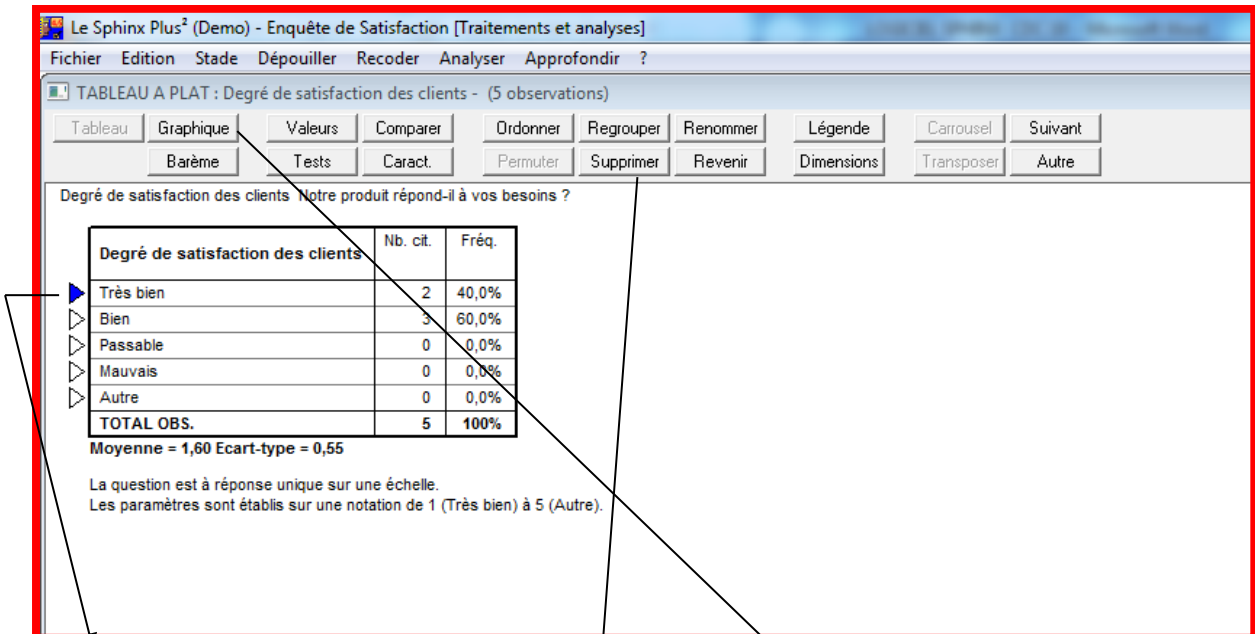 Le Sphinx Plus² (Demo) - Enquête de Satisfaction [Traitements et analyses]
Fichier Edition Stade Dépouiller Recoder Analyser Approfondir ?
TABLEAU A PLAT : Degré de satisfaction des clients - (5 observations)
Tableau Graphique Valeurs Comparer Ordonner Regrouper Renommer Légende Carrousel Suivant
Barème Tests Caract. Permuter Supprimer Revenir Dimensions Transposer Autre
Degré de satisfaction des clients Notre produit répond-il à vos besoins ?
Degré de satisfaction des clients Nb. cit. Fréq.
Très bien 2 40,0%
Bien 3 60,0%
Passable 0 0,0%
Mauvais 0 0,0%
Autre 0 0,0%
TOTAL OBS. 5 100%
Moyenne = 1,60 Ecart-type = 0,55
La question est à réponse unique sur une échelle.
Les paramètres sont établis sur une notation de 1 (Très bien) à 5 (Autre).